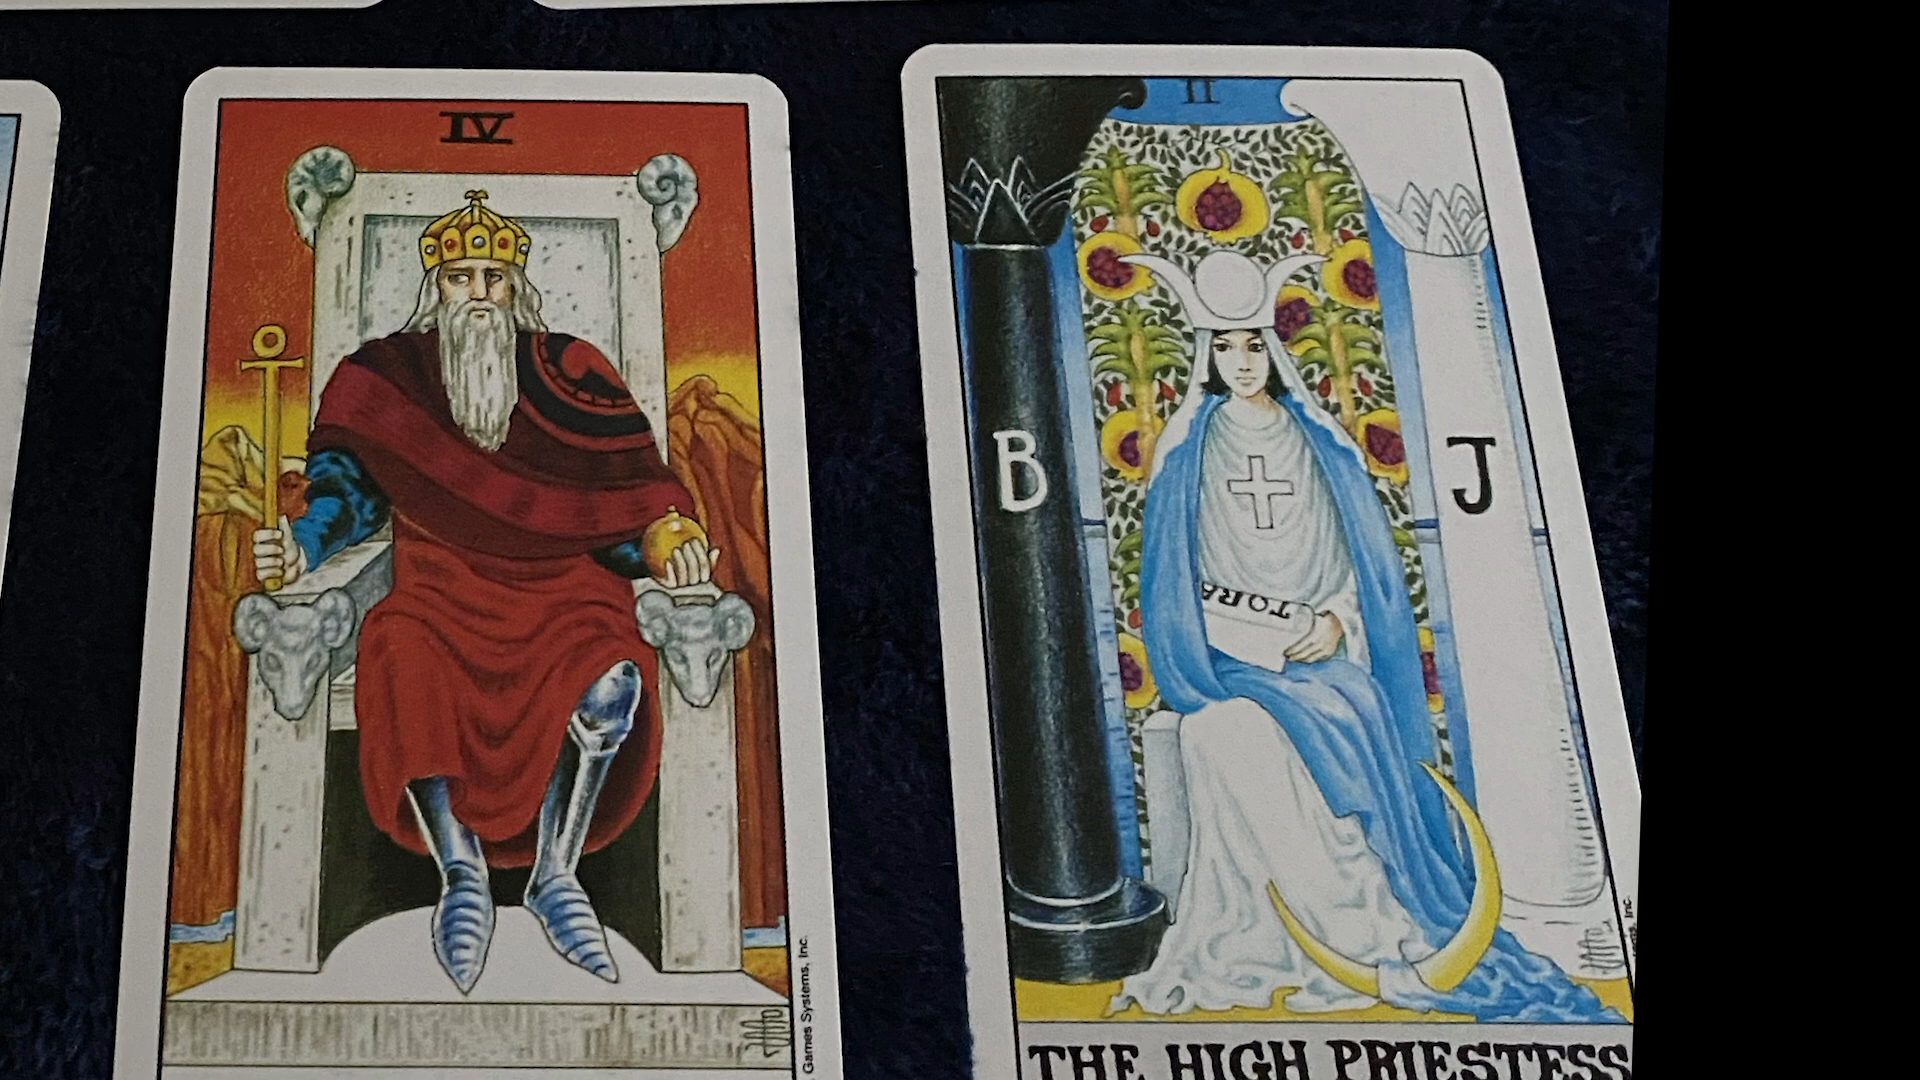 IV
II
B
J
TORA
Games Systems, Inc.
THE HIGH PRIESTESS